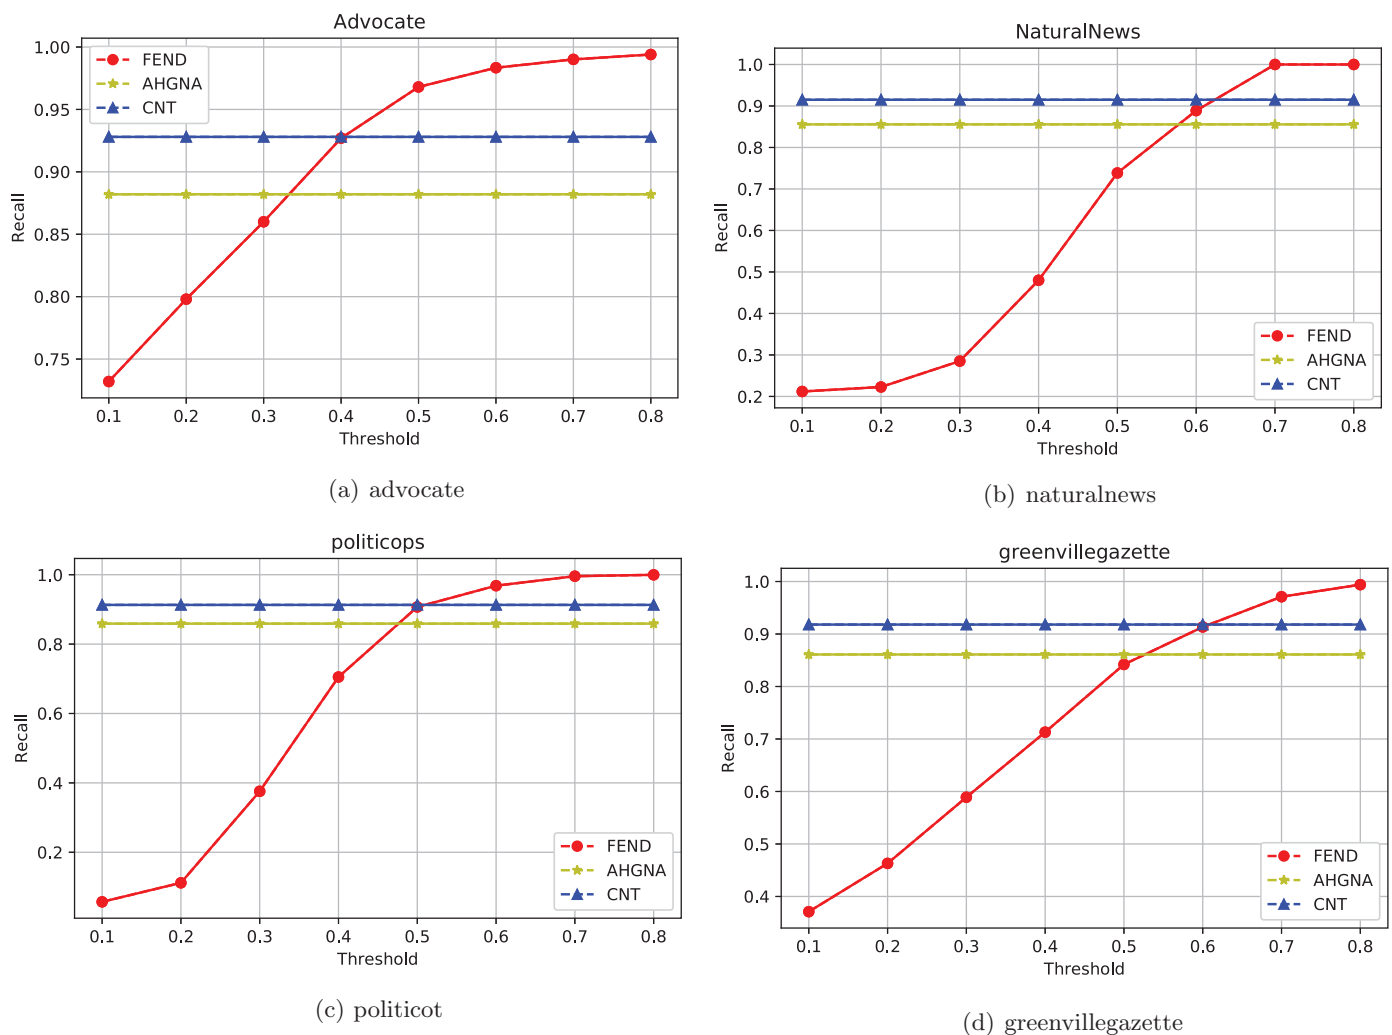 Advocate
1.00
0.95
0.90
0.85
0.80
0.75
Recall
FEND
AHGNA
CNT
0.1 0.2 0.3 0.4 0.5 0.6 0.7 0.8
Threshold
(a) advocate
NaturalNews
1.0
0.9
0.8
0.7
0.6
0.5
0.4
0.3
0.2
Recall
FEND
AHGNA
CNT
0.1 0.2 0.3 0.4 0.5 0.6 0.7 0.8
Threshold
(b) naturalnews
politicops
1.0
0.8
0.6
0.4
0.2
Recall
FEND
AHGNA
CNT
0.1 0.2 0.3 0.4 0.5 0.6 0.7 0.8
Threshold
(c) politicot
greenvillegazette
1.0
0.9
0.8
0.7
0.6
0.5
0.4
Recall
FEND
AHGNA
CNT
0.1 0.2 0.3 0.4 0.5 0.6 0.7 0.8
Threshold
(d) greenvillegazette